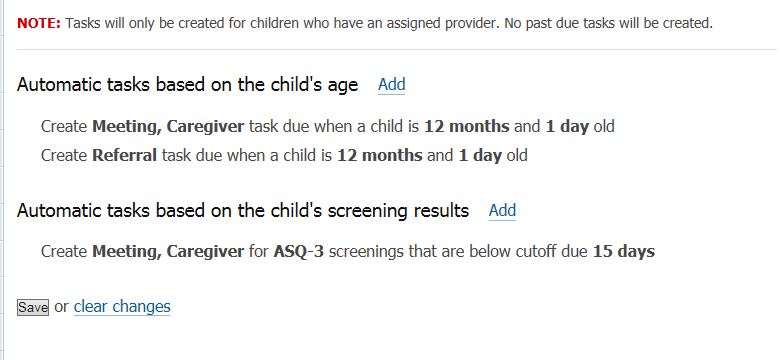 NOTE: Tasks will only be created for children who have an assigned provider. No past due tasks will be created.
Automatic tasks based on the child's age Add
Create Meeting, Caregiver task due when a child is 12 months and 1 day old
Create Referral task due when a child is 12 months and 1 day old
Automatic tasks based on the child's screening results Add
Create Meeting, Caregiver for ASQ-3 screenings that are below cutoff due 15 days
Save or clear changes